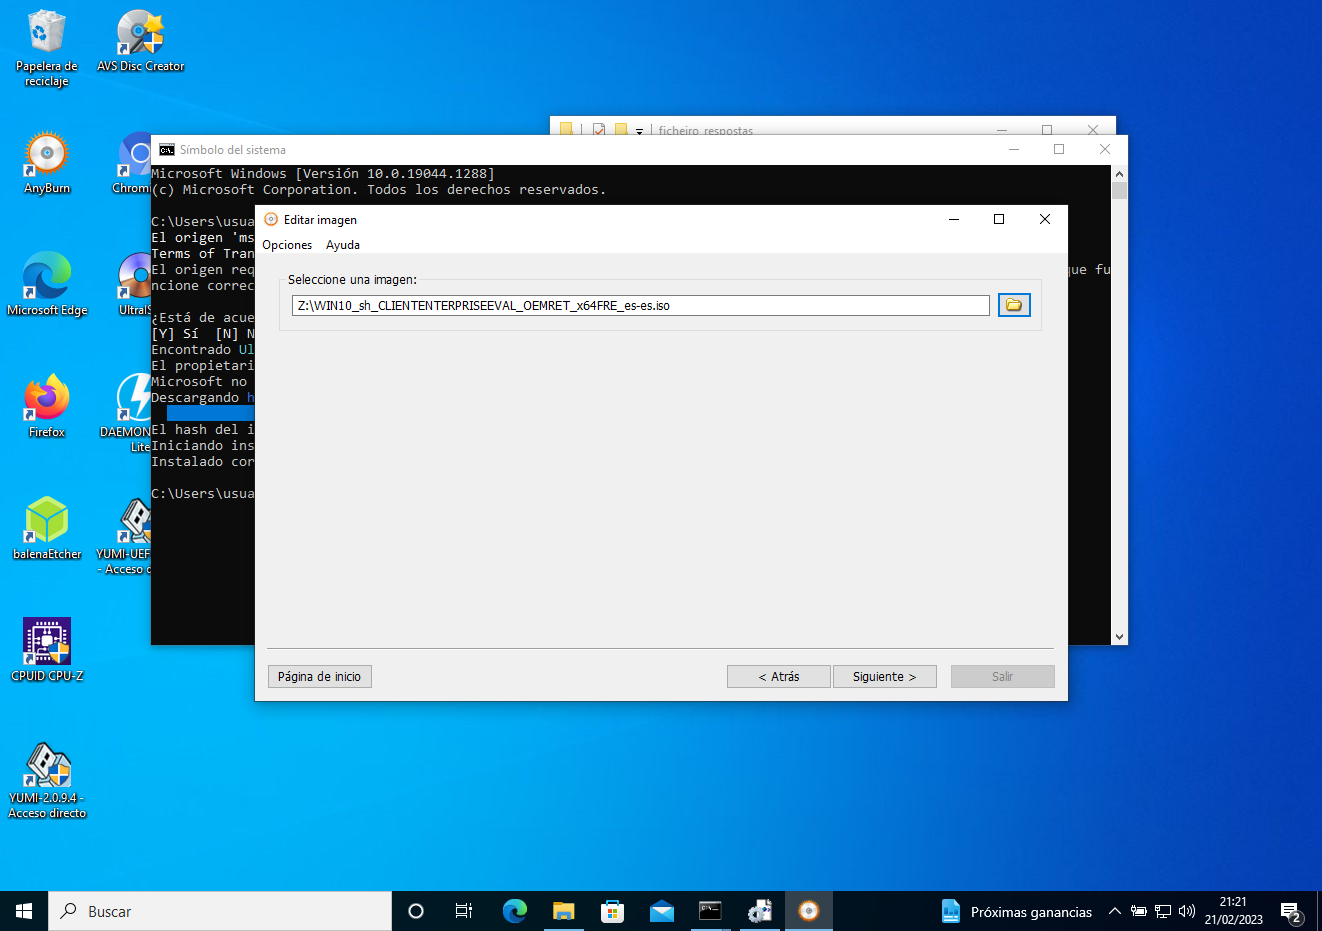 Papelera de
reciclaje
AVS Disc Creator
AnyBurn
Chromi
Microsoft Edge
UltraIS
Firefox
DAEMON
Lite
balenaEtcher
YUMI-UEF
- Acceso d
CPUID CPU-Z
YUMI-2.0.9.4 -
Acceso directo
ficheiro_respostas
Símbolo del sistema
Microsoft Windows [Versión 10.0.19044.1288]
(c) Microsoft Corporation. Todos los derechos reservados.
C:\Users\usua
El origen 'ms
Terms of Tran
El origen req
que fu
ncione correc
¿Está de acue
[Y] Sí  [N] N
Encontrado Ul
El propietari
Microsoft no
Descargando h
El hash del i
Iniciando ins
Instalado cor
C:\Users\usua
Editar imagen
Opciones Ayuda
Seleccione una imagen:
Z:\WIN10_sh_CLIENTENTERPRISEEVAL_OEMRET_x64FRE_es-es.iso
Página de inicio
< Atrás
Siguiente >
Salir
Buscar
Próximas ganancias
21:21
21/02/2023
2